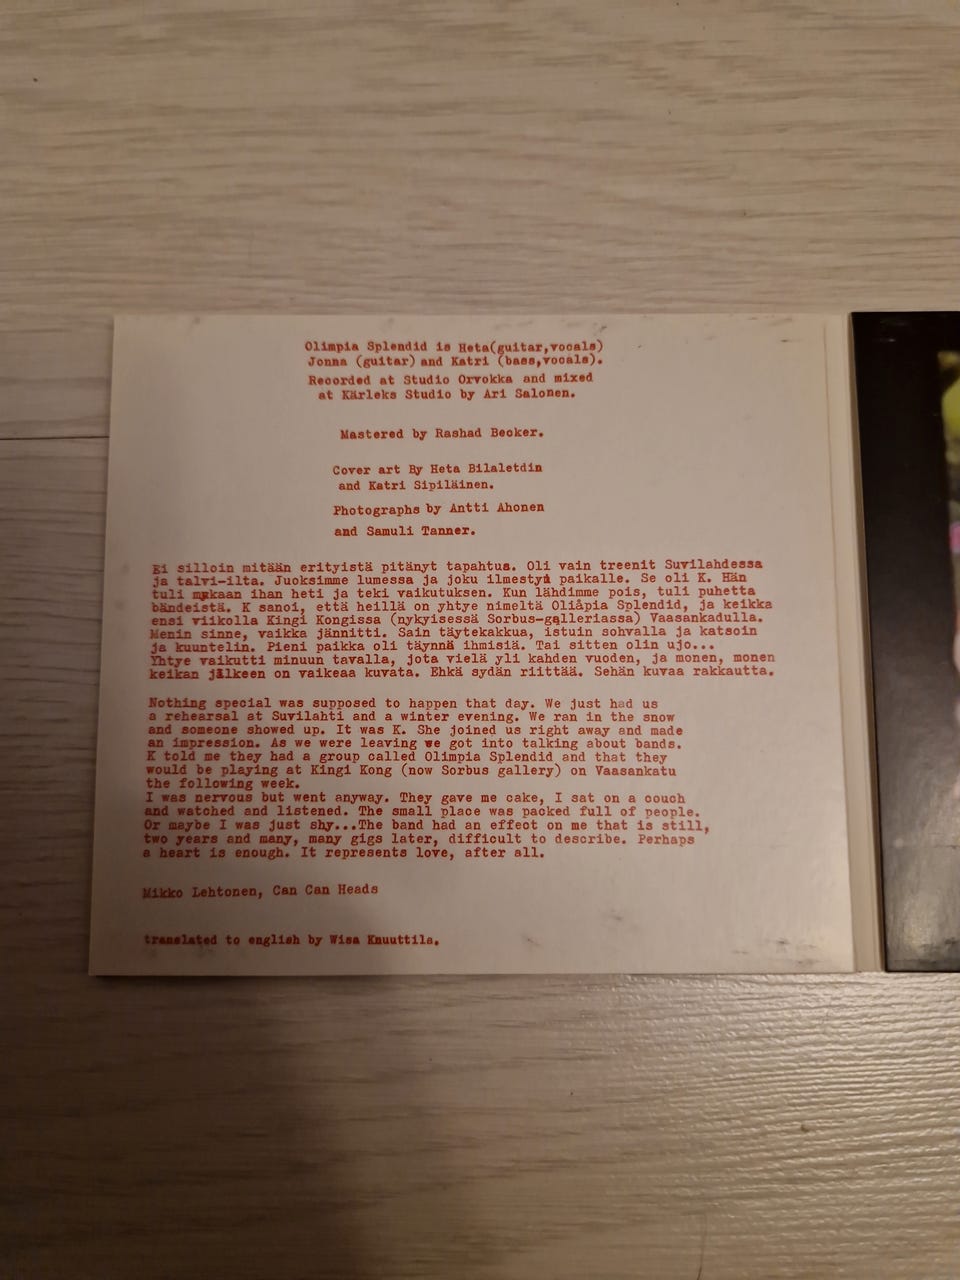 Olimpia Splendid is Heta(guitar,vocals)
Jonna (guitar) and Katri (bass,vocals).
Recorded at Studio Orvokka and mixed
at Kärleks Studio by Ari Salonen.
Mastered by Rashad Becker.
Cover art By Heta Bilaletdin
and Katri Sipiläinen.
Photographs by Antti Ahonen
and Samuli Tanner.
Ei silloin mitään erityistä pitänyt tapahtua. Oli vain treenit Suvilahdessa
ja talvi-ilta. Juoksimme lumessa ja joku ilmestyi paikalle. Se oli K. Hän
tuli mukaan ihan heti ja teki vaikutuksen. Kun lähdimme pois, tuli puhetta
bändeistä. K sanoi, että heillä on yhtye nimeltä Oliåpia Splendid, ja keikka
ensi viikolla Kingi Kongissa (nykyisessä Sorbus-galleriassa) Vaasankadulla.
Menin sinne, vaikka jännitti. Sain täytekakkua, istuin sohvalla ja katsoin
ja kuuntelin. Pieni paikka oli täynnä ihmisiä. Tai sitten olin ujo...
Yhtye vaikutti minuun tavalla, jota vielä yli kahden vuoden, ja monen, monen
keikan jälkeen on vaikeaa kuvata. Ehkä sydän riittää. Sehän kuvaa rakkautta.
Nothing special was supposed to happen that day. We just had us
a rehearsal at Suvilahti and a winter evening. We ran in the snow
and someone showed up. It was K. She joined us right away and made
an impression. As we were leaving we got into talking about bands.
K told me they had a group called Olimpia Splendid and that they
would be playing at Kingi Kong (now Sorbus gallery) on Vaasankatu
the following week.
I was nervous but went anyway. They gave me cake, I sat on a couch
and watched and listened. The small place was packed full of people.
Or maybe I was just shy...The band had an effect on me that is still,
two years and many, many gigs later, difficult to describe. Perhaps
a heart is enough. It represents love, after all.
Mikko Lehtonen, Can Can Heads
translated to english by Wisa Knuuttila.